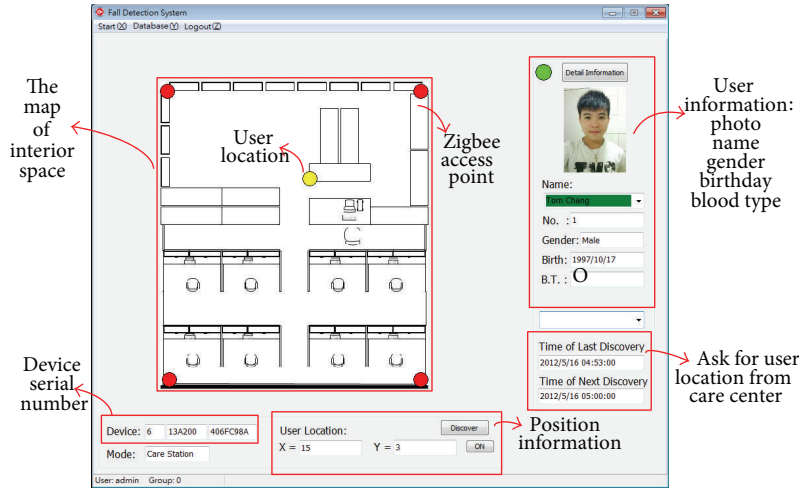 Fall Detection System
Start(X) Database(Y) Logout(Z)
The
map
of
interior
space
User
location
Zigbee
access
point
Detail Imformation
User
information:
photo
name
gender
birthday
blood type
Name:
Tom Chang
No. : 1
Gender: Male
Birth: 1997/10/17
B.T. : O
Time of Last Discovery
2012/5/16 04:53:00
Time of Next Discovery
2012/5/16 05:00:00
Ask for user
location from
care center
Device
serial
number
Device: 6 13A200 406FC98A
Mode: Care Station
User Location: Discover
X = 15 Y = 3 ON
Position
information
User: admin Group: 0